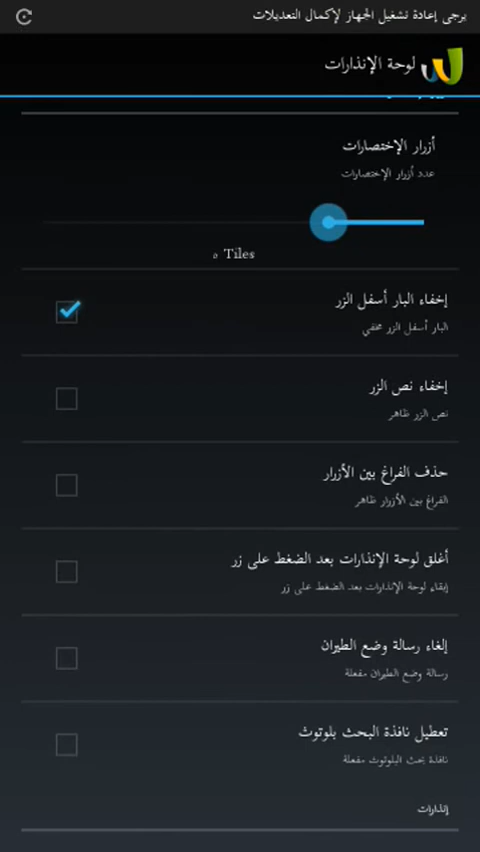 يرجى إعادة تشغيل الجهاز لإكمال التعديلات
لوحة الإنذارات
أزرار الإختصارات
عدد أزرار الإختصارات
٥ Tiles
إخفاء البار أسفل الزر
البار أسفل الزر مخفي
إخفاء نص الزر
نص الزر ظاهر
حذف الفراغ بين الأزرار
الفراغ بين الأزرار ظاهر
أغلق لوحة الإنذارات بعد الضغط على زر
إبقاء لوحة الإنذارات بعد الضغط على زر
إلغاء رسالة وضع الطيران
رسالة وضع الطيران مفعلة
تعطيل نافذة البحث بلوتوث
نافذة بحث البلوتوث مفعلة
إنذارات